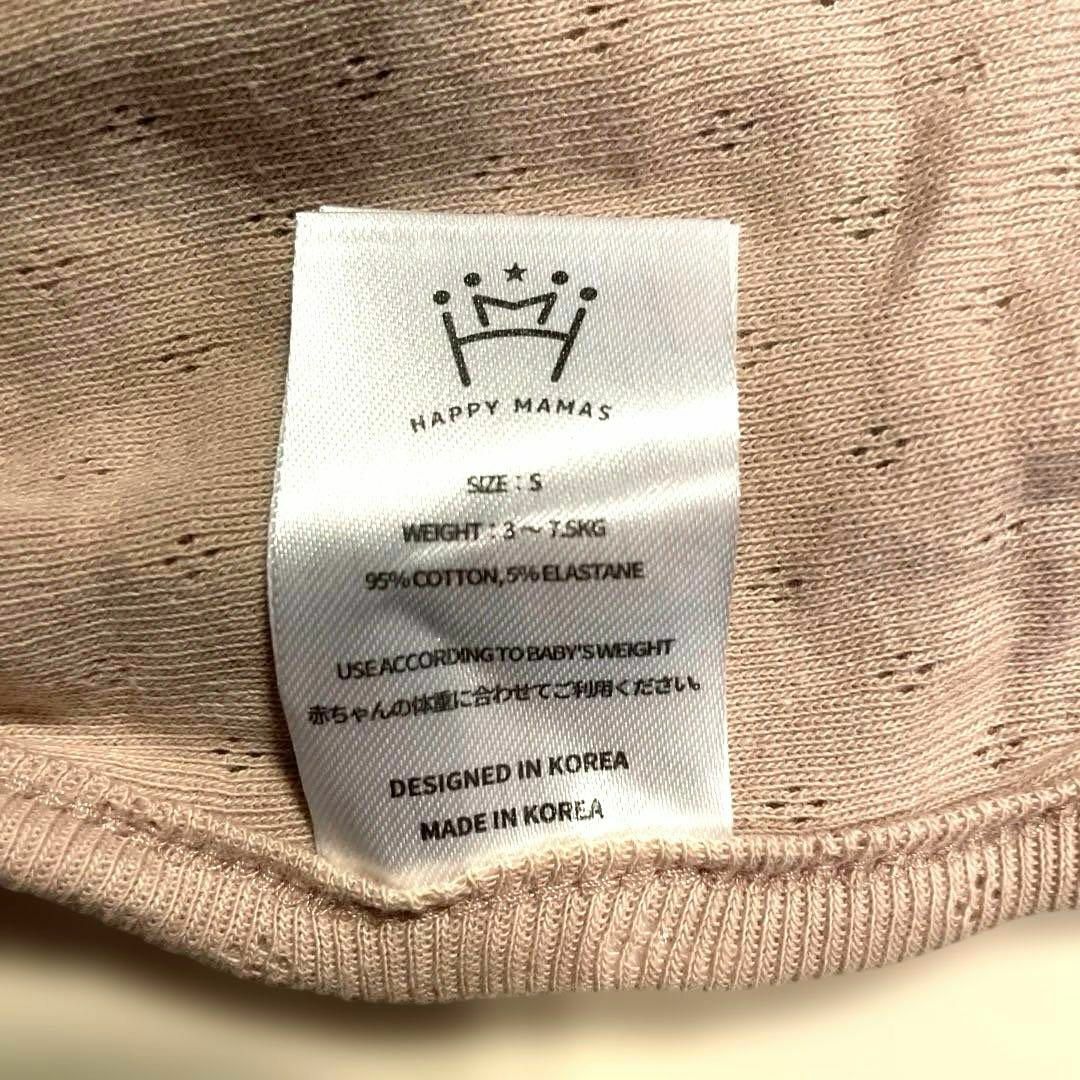 HAPPY MAMAS
SIZE : S
WEIGHT : 3〜7.5KG
95% COTTON, 5% ELASTANE
USE ACCORDING TO BABY'S WEIGHT
赤ちゃんの体重に合わせてご利用ください。
DESIGNED IN KOREA
MADE IN KOREA